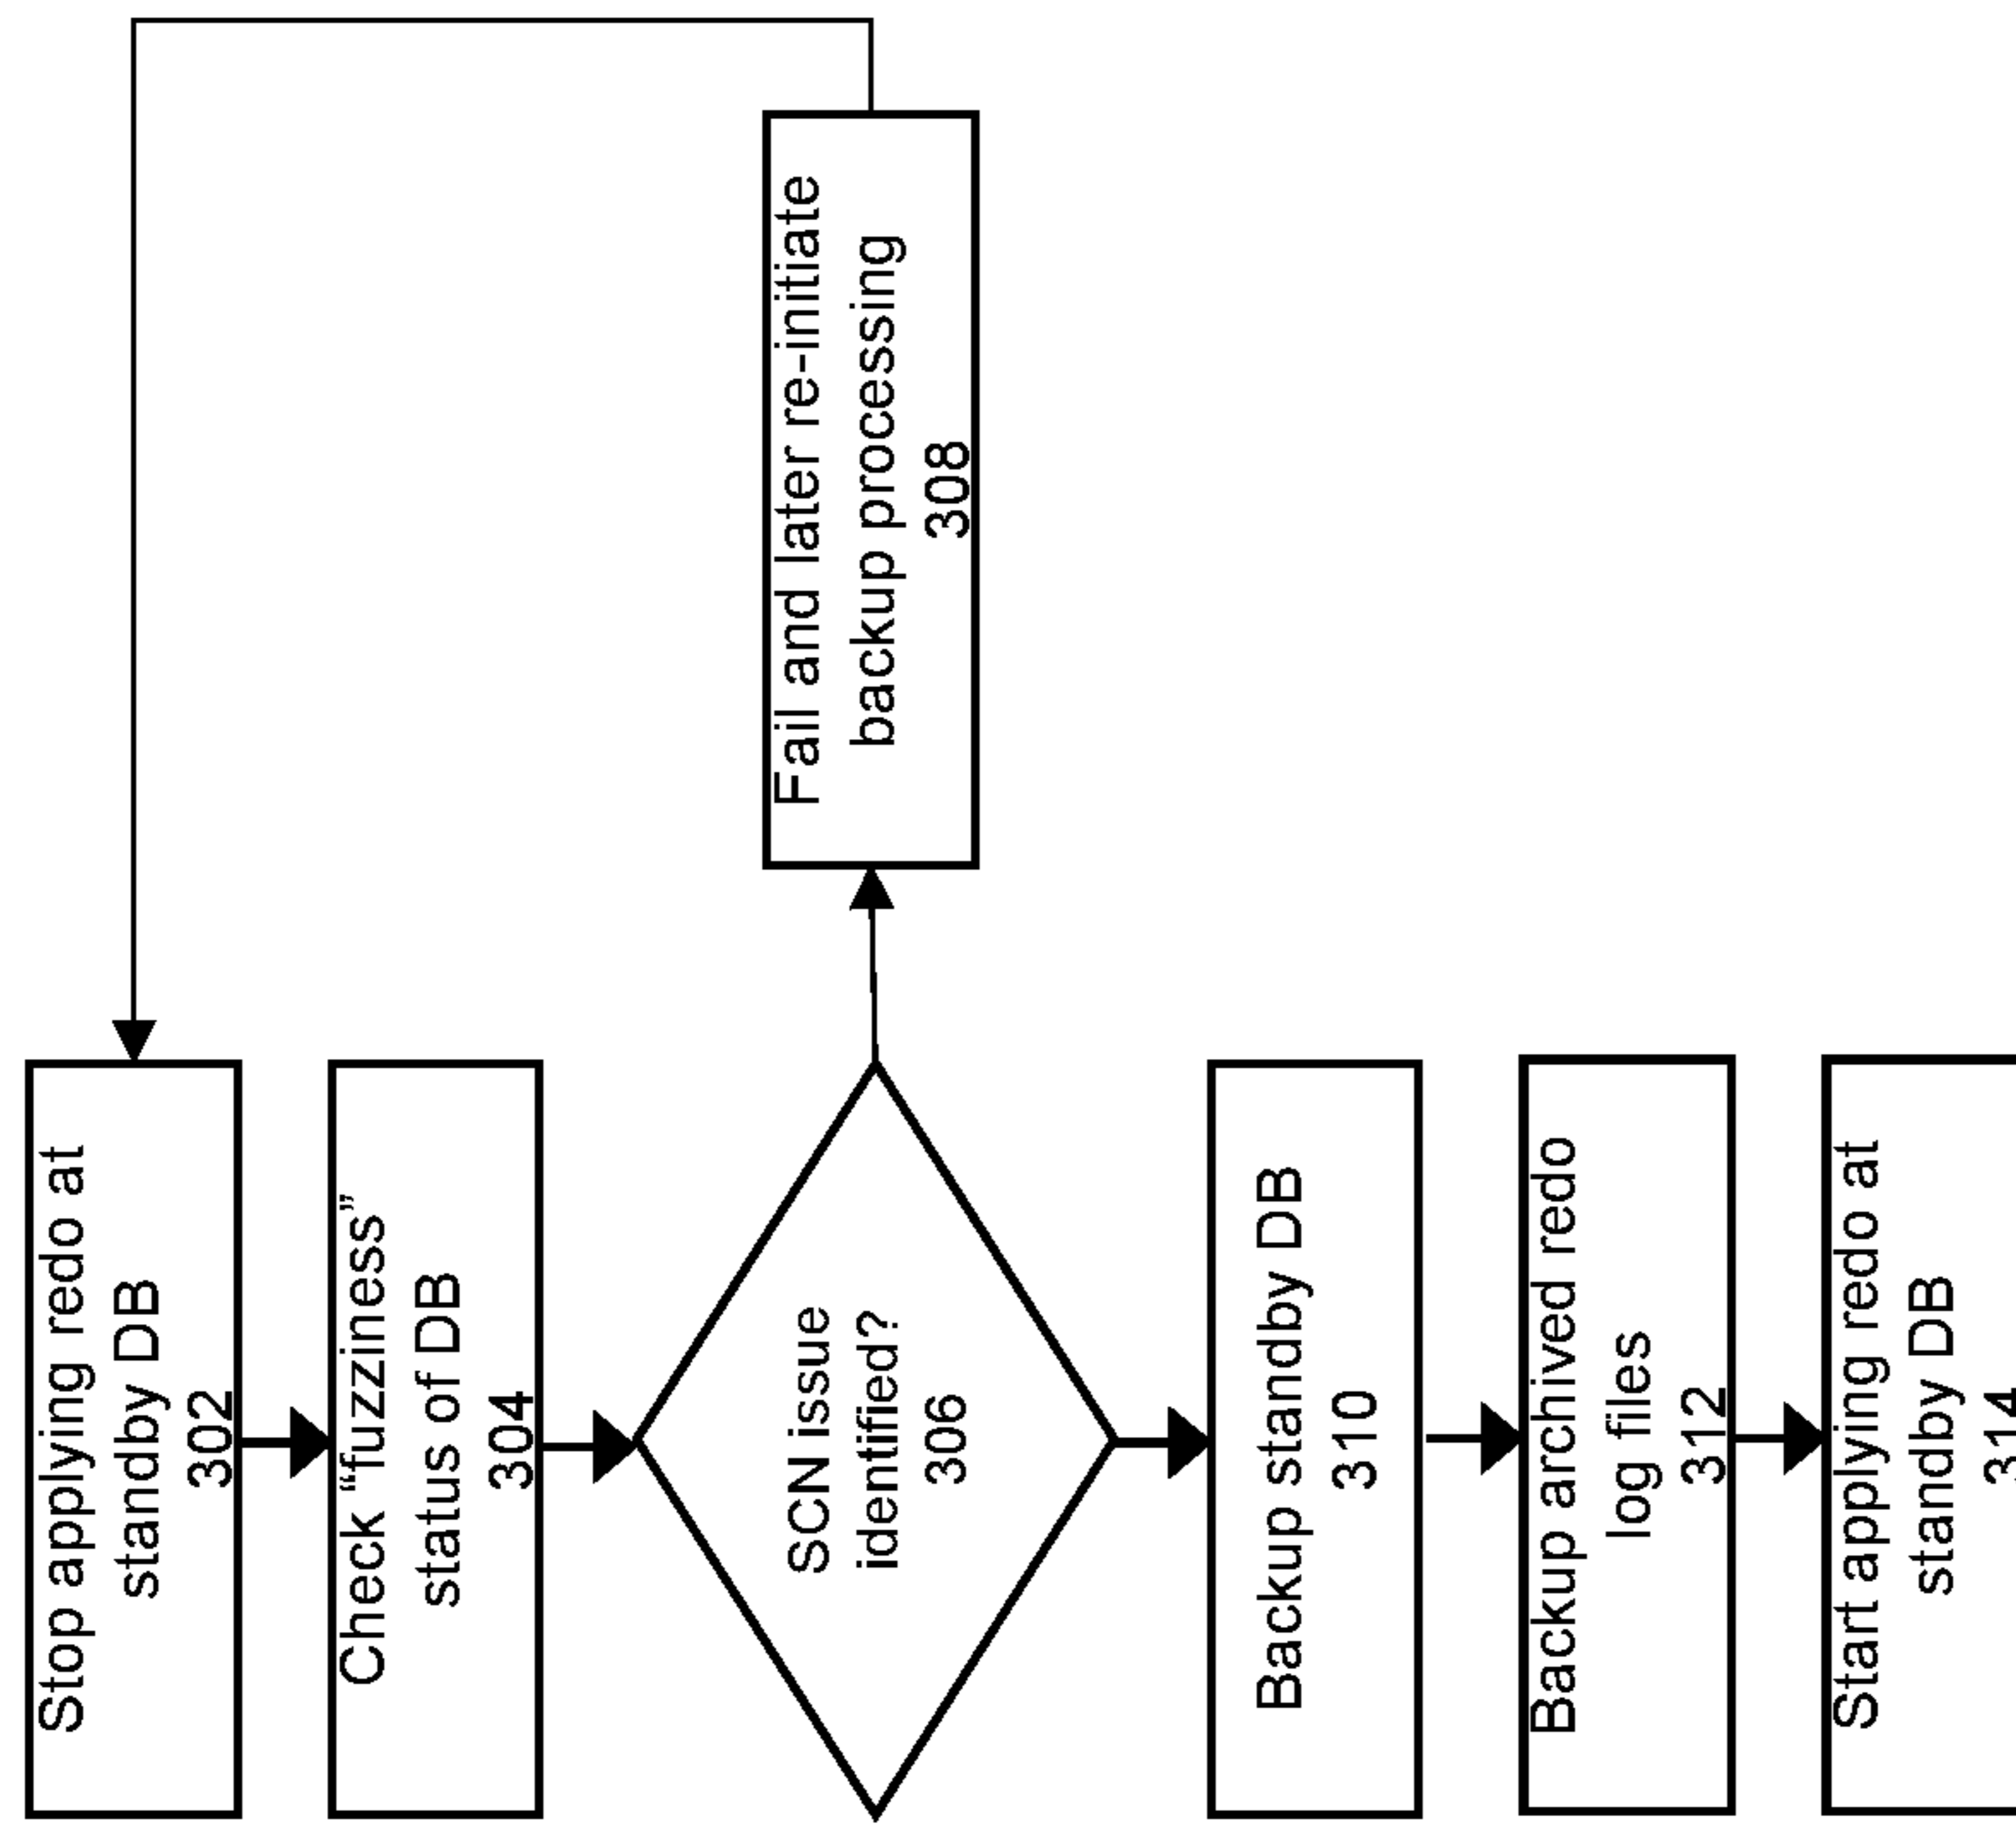 Stop applying redo at
standby DB
302
Check “fuzziness”
status of DB
304
SCN issue
identified?
306
Fail and later re-initiate
backup processing
308
Backup standby DB
310
Backup archived redo
log files
312
Start applying redo at
standby DB
314